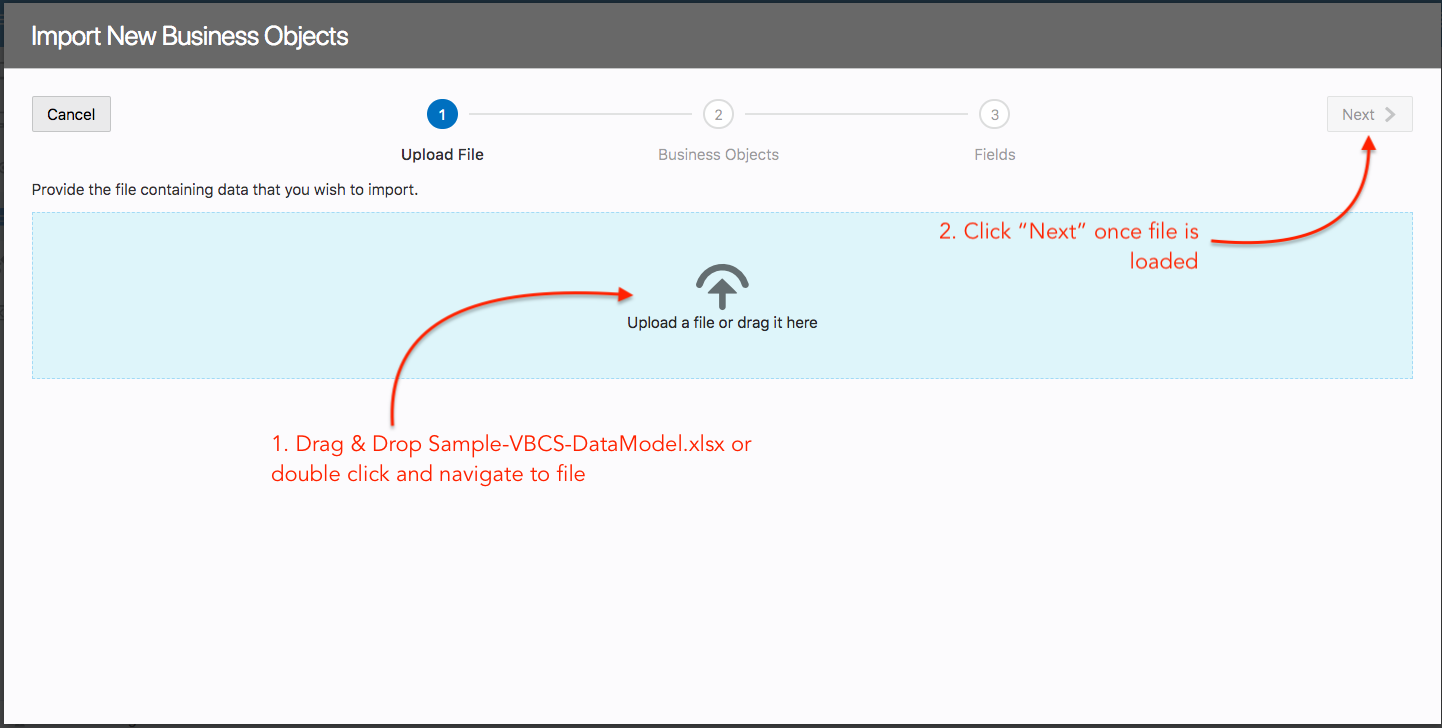 Import New Business Objects
Cancel
1
2
3
Next
Upload File
Business Objects
Fields
Provide the file containing data that you wish to import.
2. Click “Next” once file is
loaded
Upload a file or drag it here
1. Drag & Drop Sample-VBCS-DataModel.xlsx or
double click and navigate to file